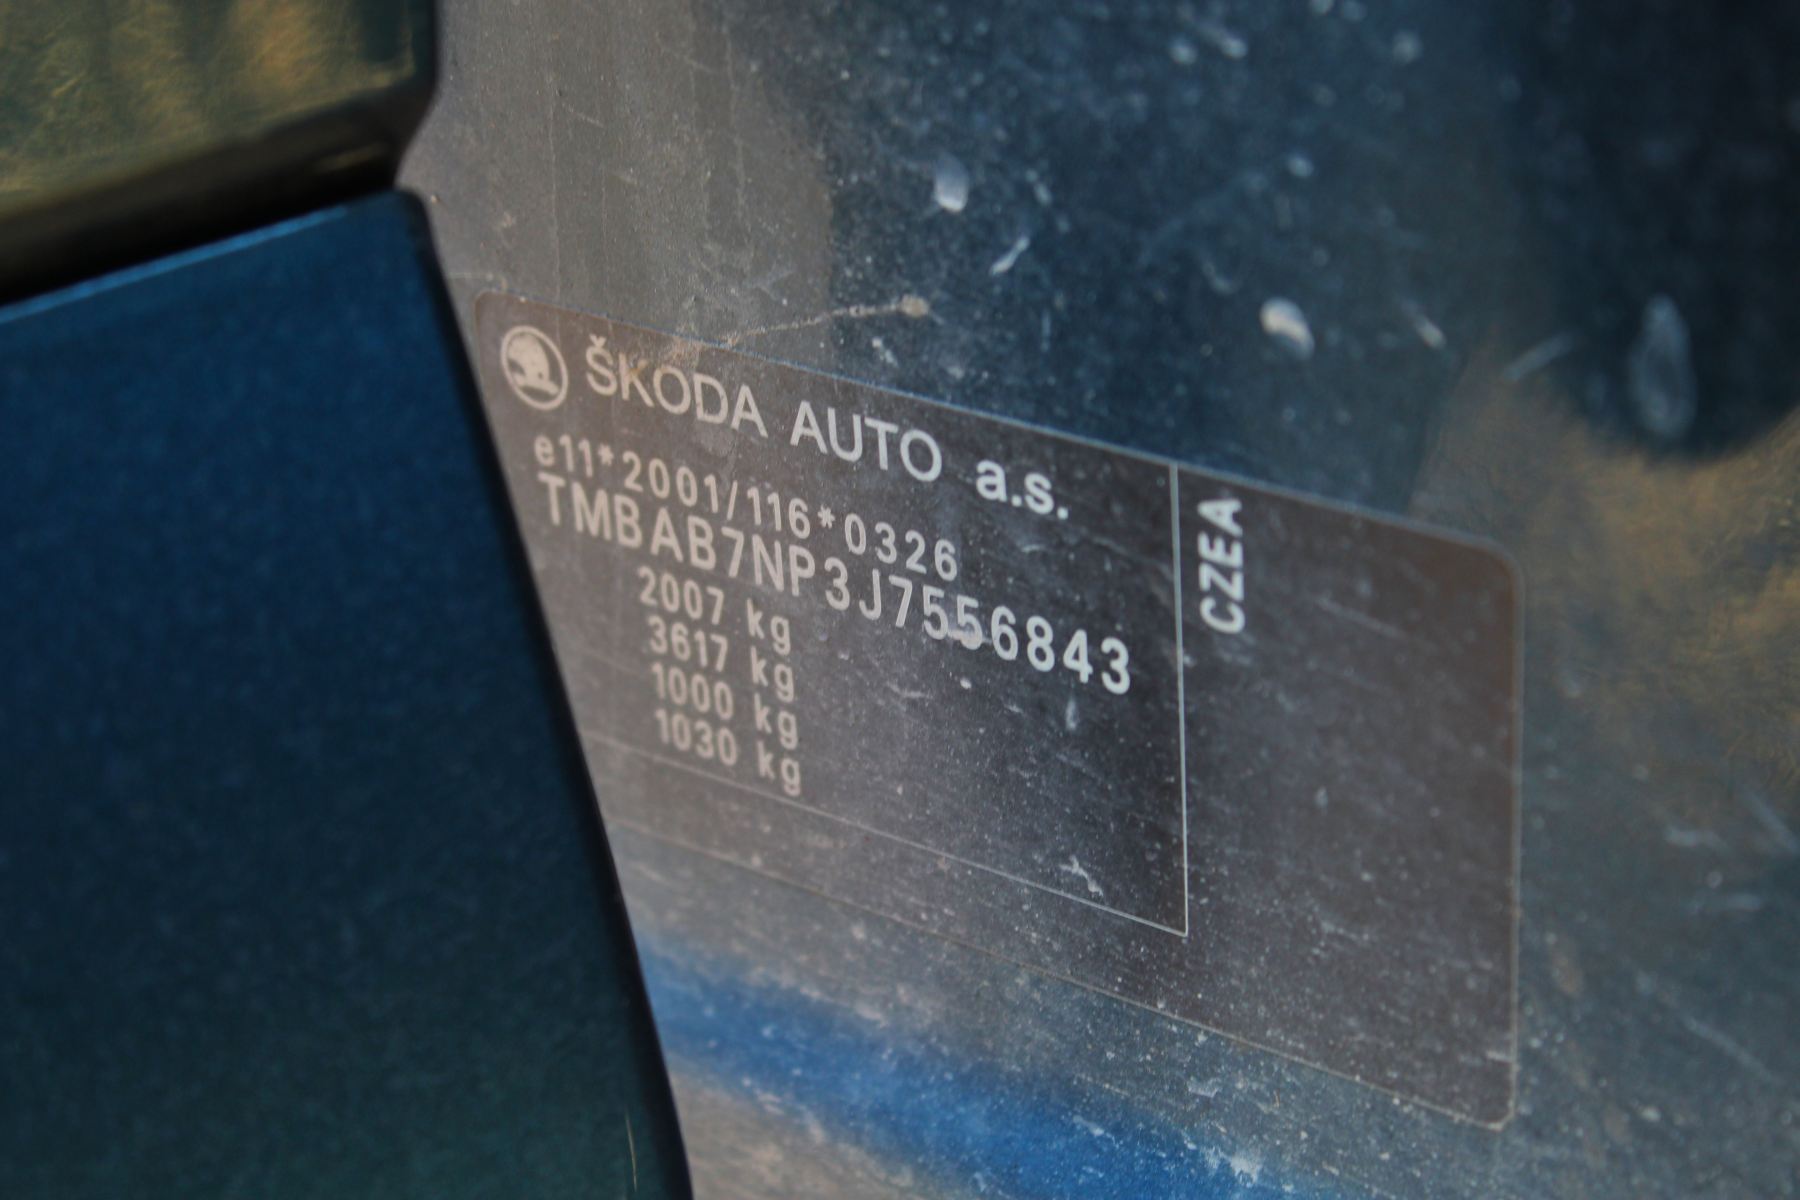 ŠKODA AUTO a.s.
e11*2001/116*0326
TMBAB7NP3J7556843
2007 kg
3617 kg
1000 kg
1030 kg
CZEA